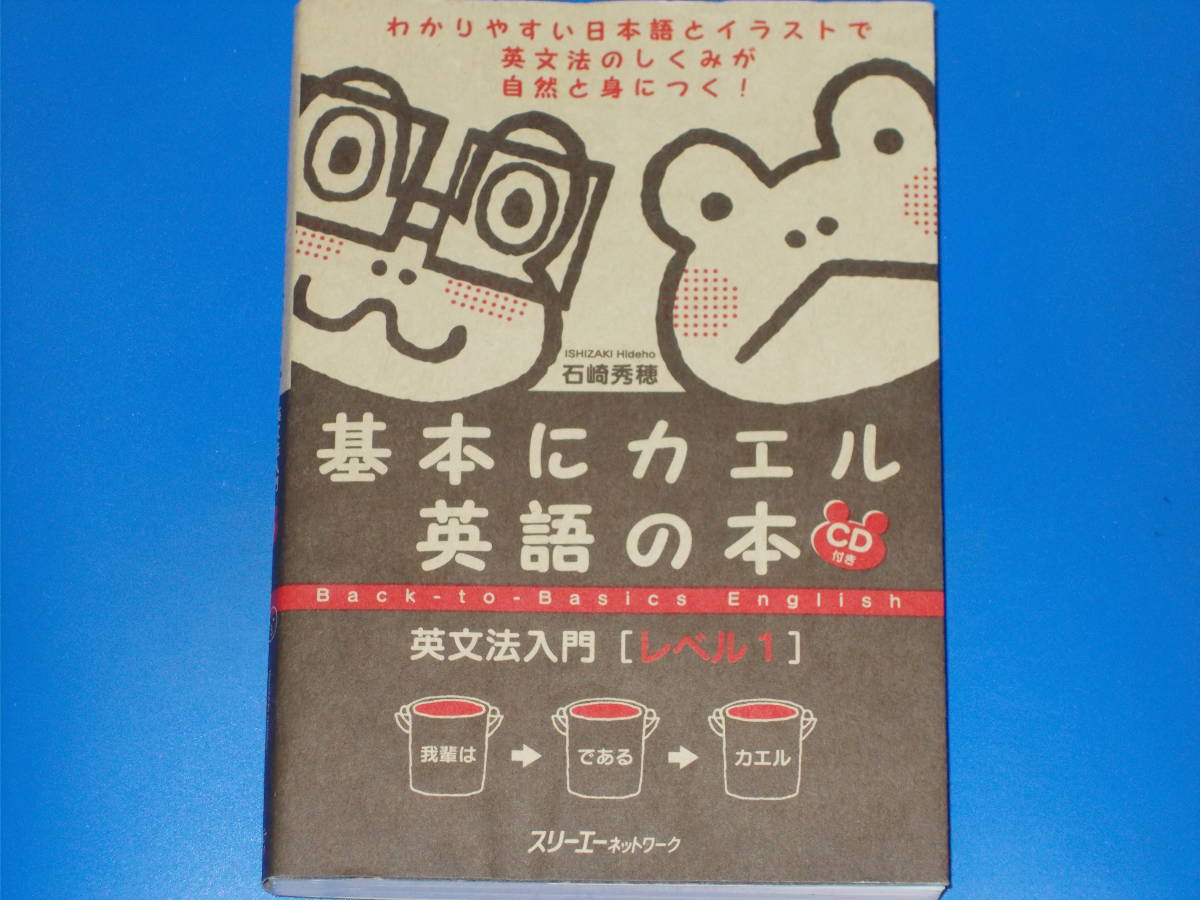 わかりやすい日本語とイラストで
英文法のしくみが
自然と身につく！
ISHIZAKI Hideho
石崎秀穂
基本にカエル
英語の本
CD
付き
Back-to-Basics English
英文法入門［レベル1］
我輩は
である
カエル
スリーエーネットワーク